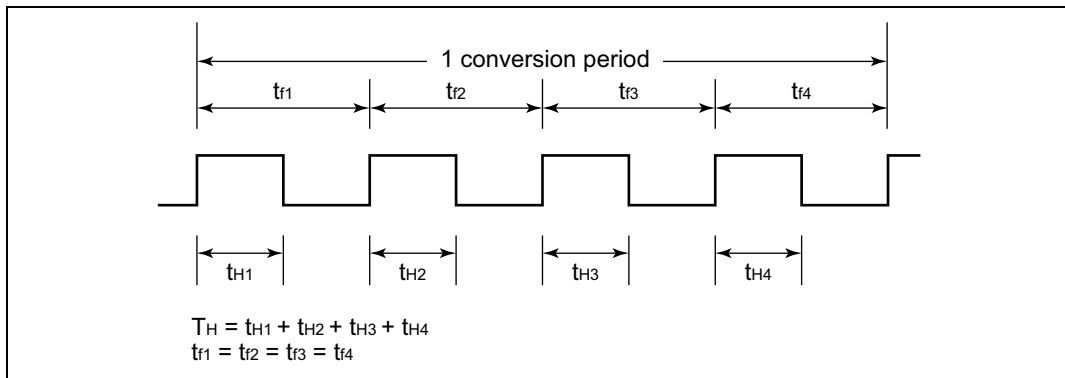 1 conversion period
tf1 tf2 tf3 tf4
tH1 tH2 tH3 tH4
TH = tH1 + tH2 + tH3 + tH4
tf1 = tf2 = tf3 = tf4